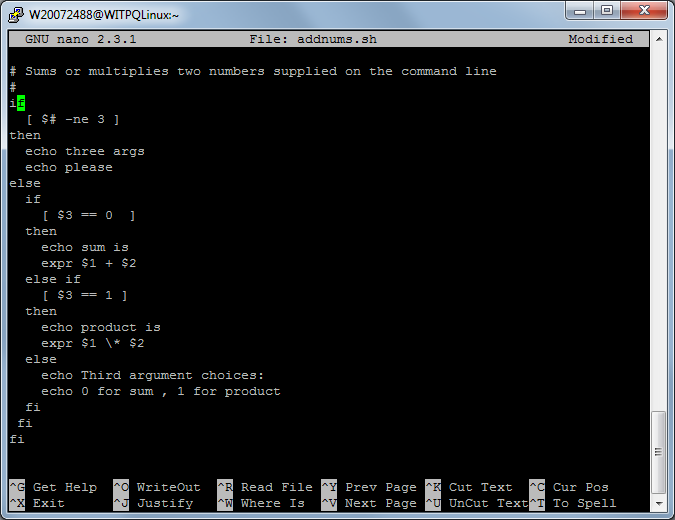 W20072488@WITPQLinux:~
GNU nano 2.3.1 File: addnums.sh Modified
# Sums or multiplies two numbers supplied on the command line
#
if
[ $# -ne 3 ]
then
echo three args
echo please
else
if
[ $3 == 0  ]
then
echo sum is
expr $1 + $2
else if
[ $3 == 1 ]
then
echo product is
expr $1 \* $2
else
echo Third argument choices:
echo 0 for sum , 1 for product
fi
fi
fi
^G Get Help ^O WriteOut ^R Read File ^Y Prev Page ^K Cut Text ^C Cur Pos
^X Exit ^J Justify ^W Where Is ^V Next Page ^U UnCut Text ^T To Spell